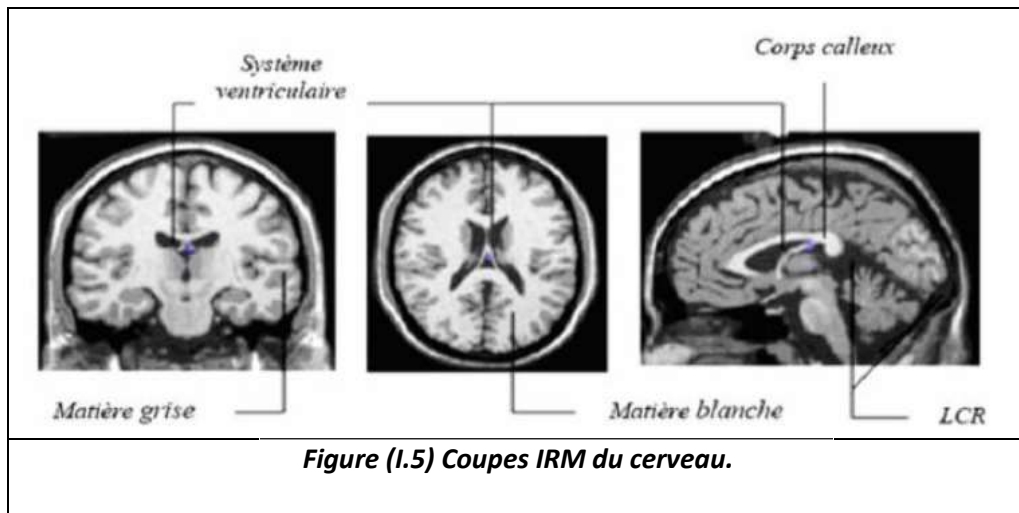 Corps calleux
Système
ventriculaire
Matière grise
Matière blanche
LCR
Figure (I.5) Coupes IRM du cerveau.